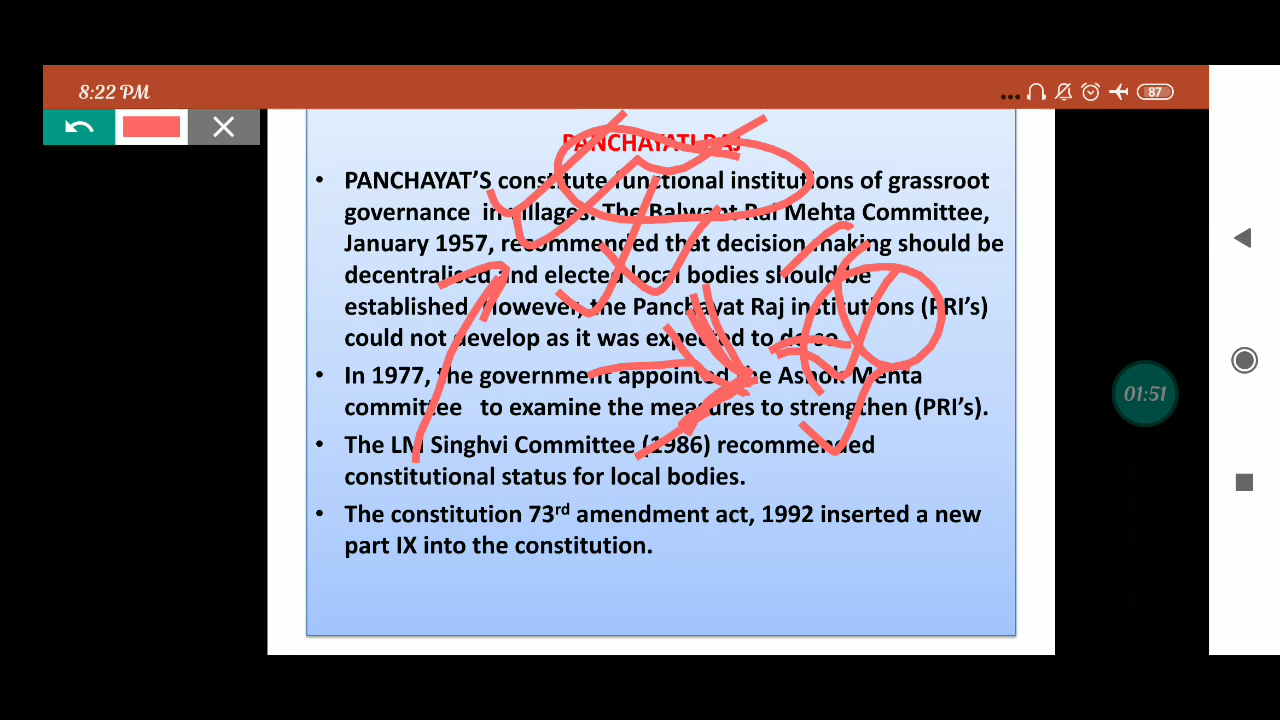 8:22 PM
87
PANCHAYATI RAJ
• PANCHAYAT'S constitute functional institutions of grassroot
governance in villages. The Balwant Rai Mehta Committee,
January 1957, recommended that decision making should be
decentralised and elected local bodies should be
established. However, the Panchayat Raj institutions (PRI's)
could not develop as it was expected to do so.
• In 1977, the government appointed the Ashok Mehta
committee to examine the measures to strengthen (PRI's).
• The LM Singhvi Committee (1986) recommended
constitutional status for local bodies.
• The constitution 73rd amendment act, 1992 inserted a new
part IX into the constitution.
01:51